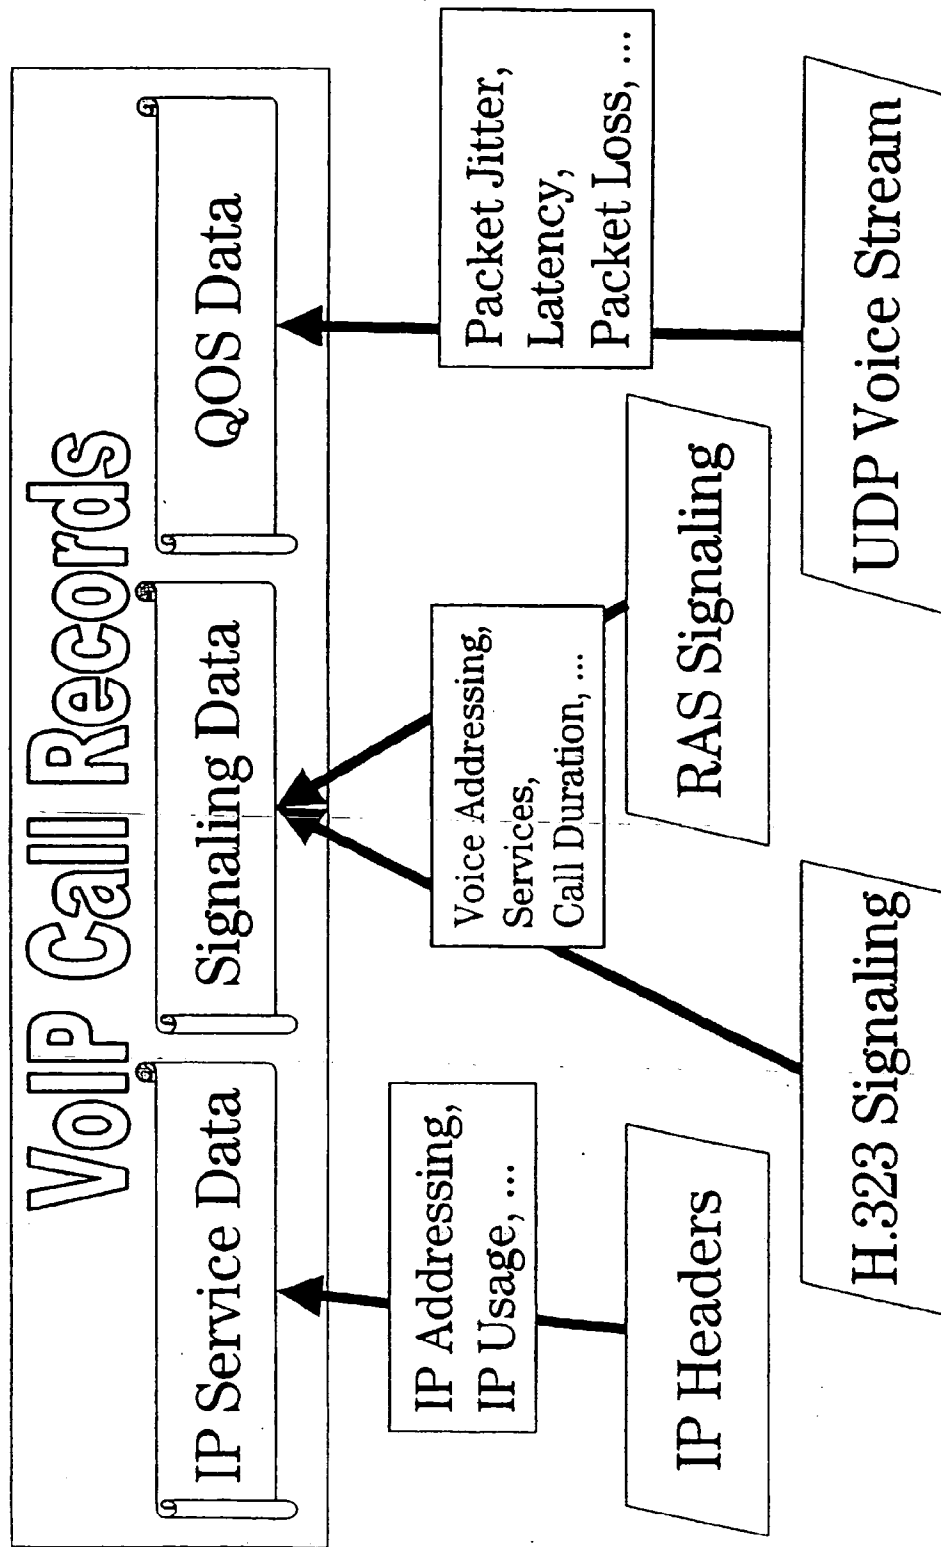 VoIP Call Records
IP Service Data
Signaling Data
QOS Data
IP Addressing,
IP Usage, ...
Voice Addressing,
Services,
Call Duration, ...
Packet Jitter,
Latency,
Packet Loss, ...
IP Headers
RAS Signaling
H.323 Signaling
UDP Voice Stream